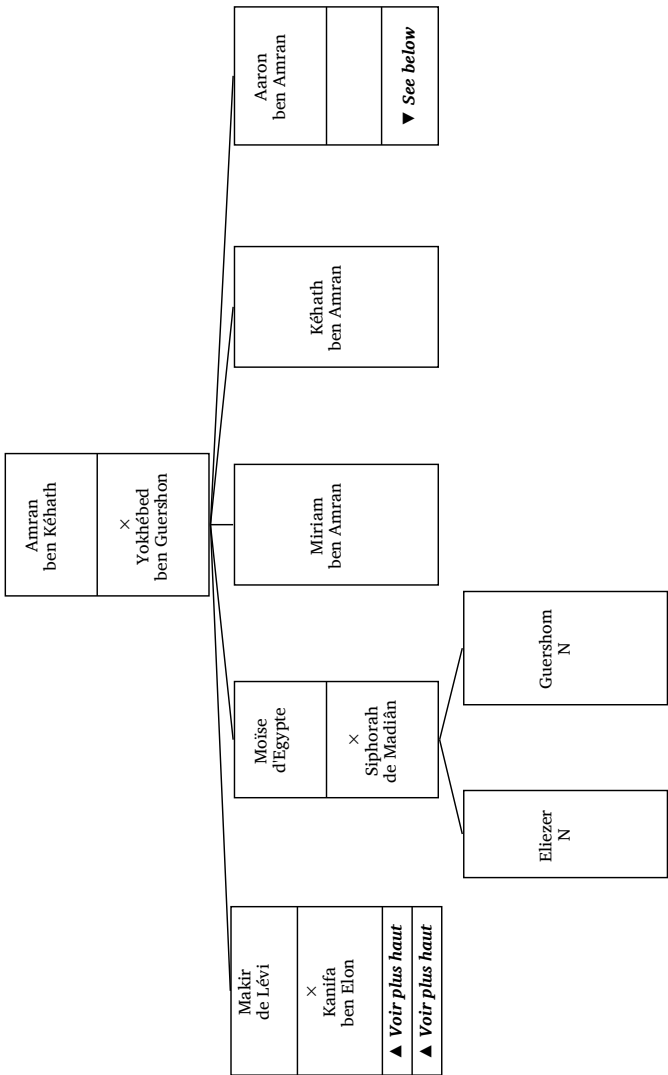 Amran
ben Kéhath
×
Yokhébed
ben Guershon
Makir
de Lévi
×
Kanifa
ben Elon
▲ Voir plus haut
▲ Voir plus haut
Moïse
d'Egypte
×
Siphorah
de Madiân
Miriam
ben Amran
Kéhath
ben Amran
Aaron
ben Amran
▼ See below
Eliezer
N
Guershom
N